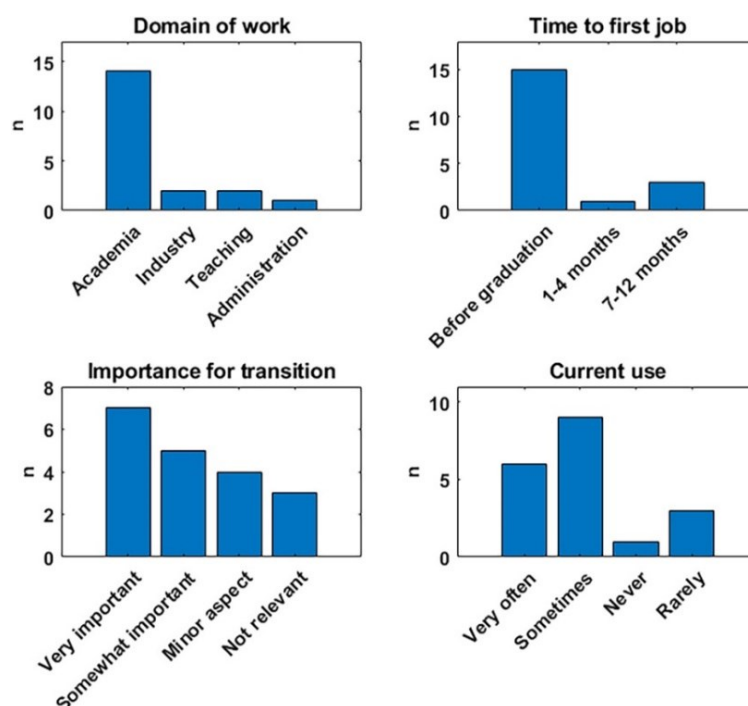 Domain of work
15
10
5
0
n
Academia
Industry
Teaching
Administration
Time to first job
15
10
5
0
n
Before graduation
1-4 months
7-12 months
Importance for transition
8
6
4
2
0
n
Very important
Somewhat important
Minor aspect
Not relevant
Current use
10
5
0
n
Very often
Sometimes
Never
Rarely